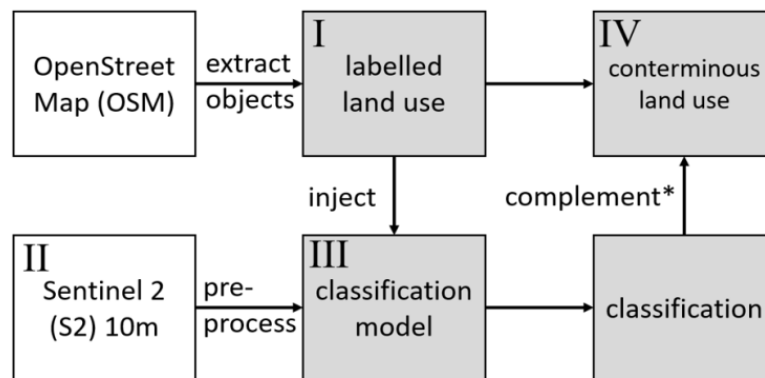 OpenStreet
Map (OSM)
extract
objects
I
labelled
land use
IV
conterminous
land use
inject
complement*
II
Sentinel 2
(S2) 10m
pre-
process
III
classification
model
classification